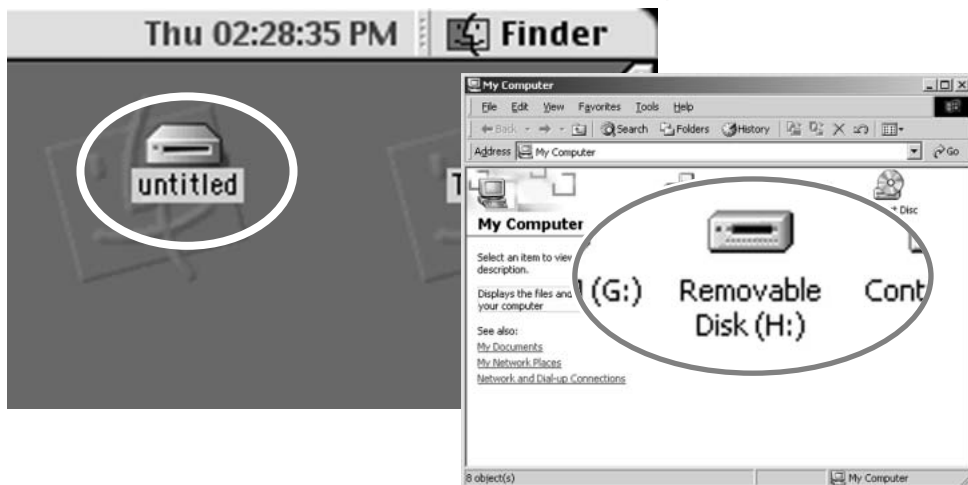 Thu 02:28:35 PM Finder
untitled
T
My Computer
File Edit View Favorites Tools Help
Back Search Folders History
Address My Computer Go
My Computer
Select an item to view
description.
Displays the files and
your computer
See also:
My Documents
My Network Places
Network and Dial-up Connections
Disc
(G:)
Removable
Disk (H:)
Cont
8 object(s) My Computer